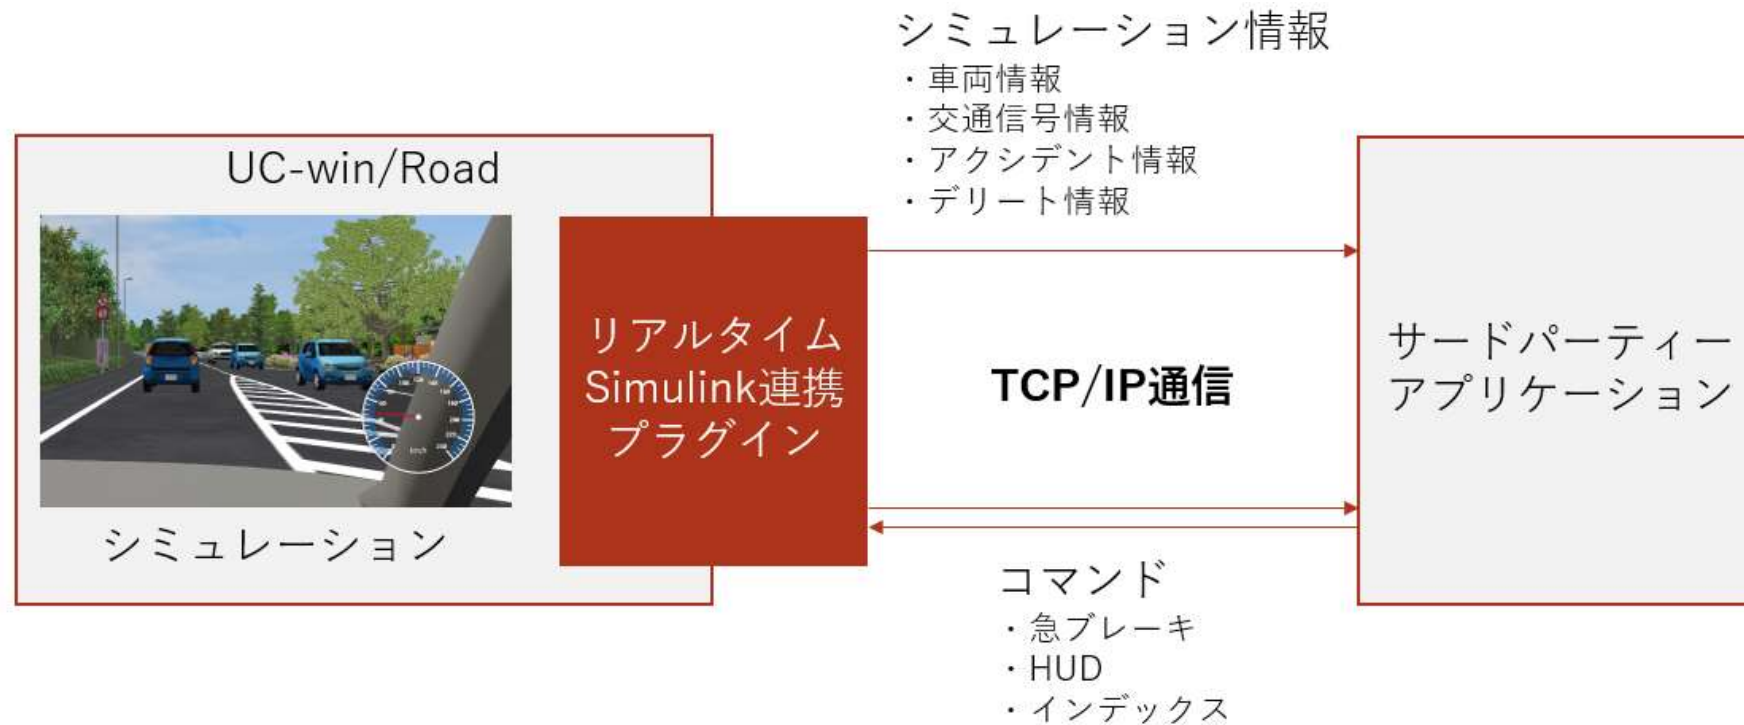 シミュレーション情報
・車両情報
・交通信号情報
・アクシデント情報
・デリート情報
UC-win/Road
シミュレーション
リアルタイム
Simulink連携
プラグイン
TCP/IP通信
サードパーティー
アプリケーション
コマンド
・急ブレーキ
・HUD
・インデックス